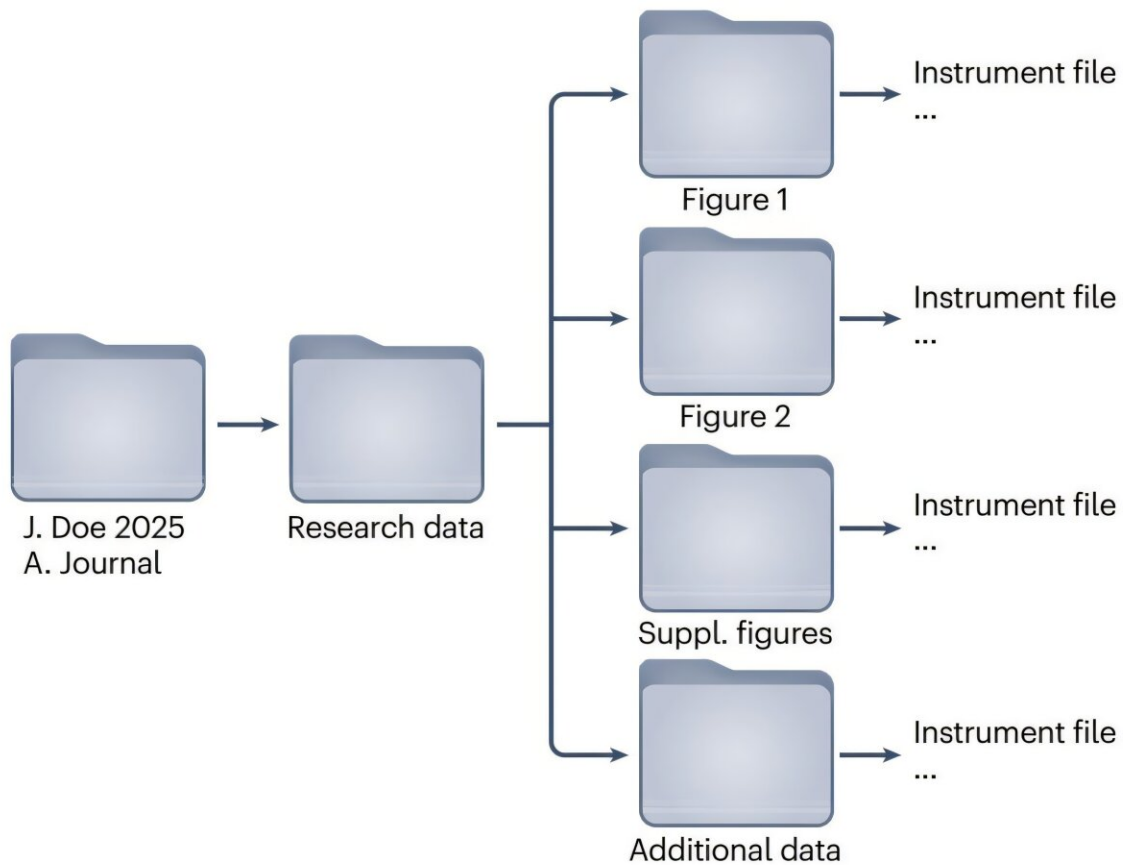 Instrument file
...
Figure 1
Instrument file
...
Figure 2
J. Doe 2025
A. Journal
Research data
Instrument file
...
Suppl. figures
Instrument file
...
Additional data